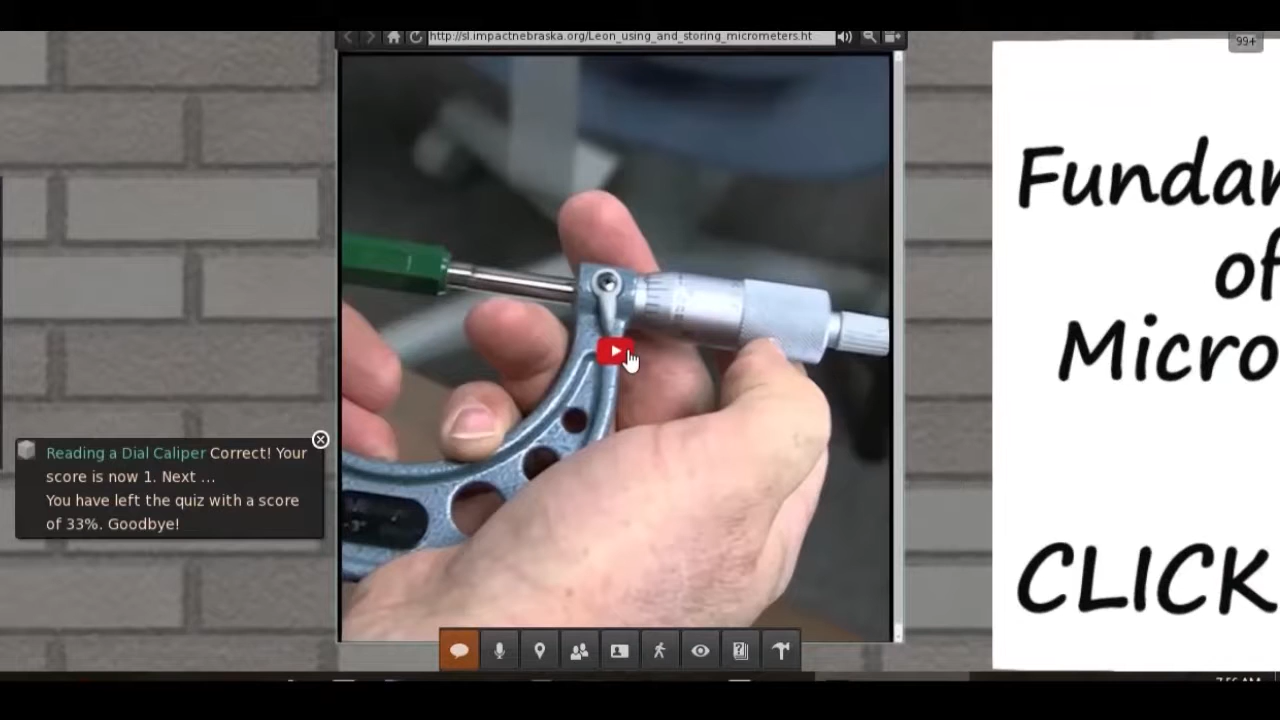 http://sl.impactnebraska.org/Leon_using_and_storing_micrometers.ht
99+
Fundar
of
Micro
CLICK
Reading a Dial Caliper Correct! Your
score is now 1. Next ...
You have left the quiz with a score
of 33%. Goodbye!